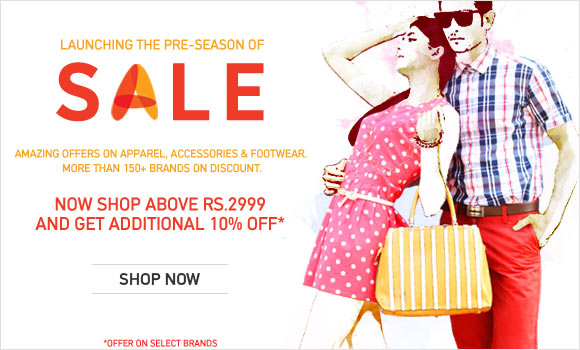 LAUNCHING THE PRE-SEASON OF
SALE
AMAZING OFFERS ON APPAREL, ACCESSORIES & FOOTWEAR.
MORE THAN 150+ BRANDS ON DISCOUNT.
NOW SHOP ABOVE RS.2999
AND GET ADDITIONAL 10% OFF*
SHOP NOW
*OFFER ON SELECT BRANDS